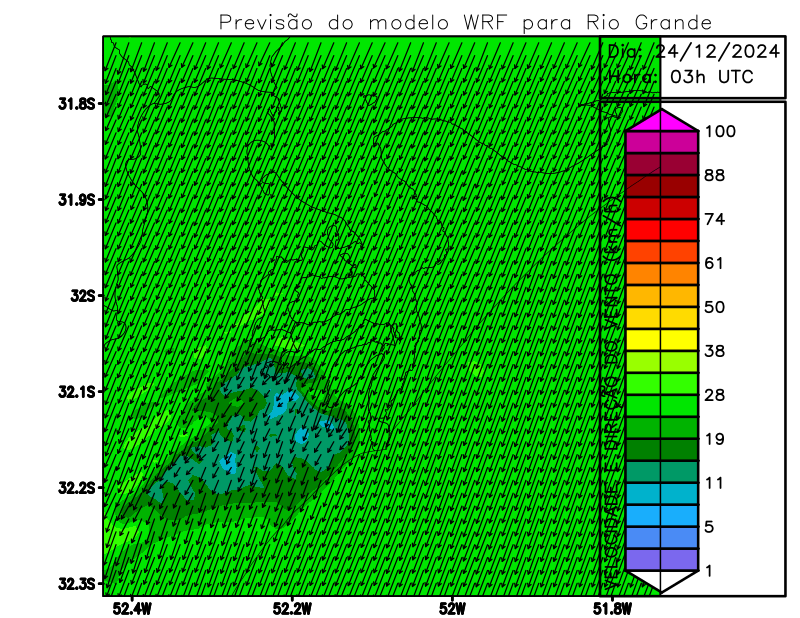 Previsão do modelo WRF para Rio Grande
Dia: 24/12/2024
Hora: 03h UTC
31.8S
31.9S
32S
32.1S
32.2S
32.3S
52.4W
52.2W
52W
51.8W
VELOCIDADE E DIREÇÃO DO VENTO (km/h)
100
88
74
61
50
38
28
19
11
5
1